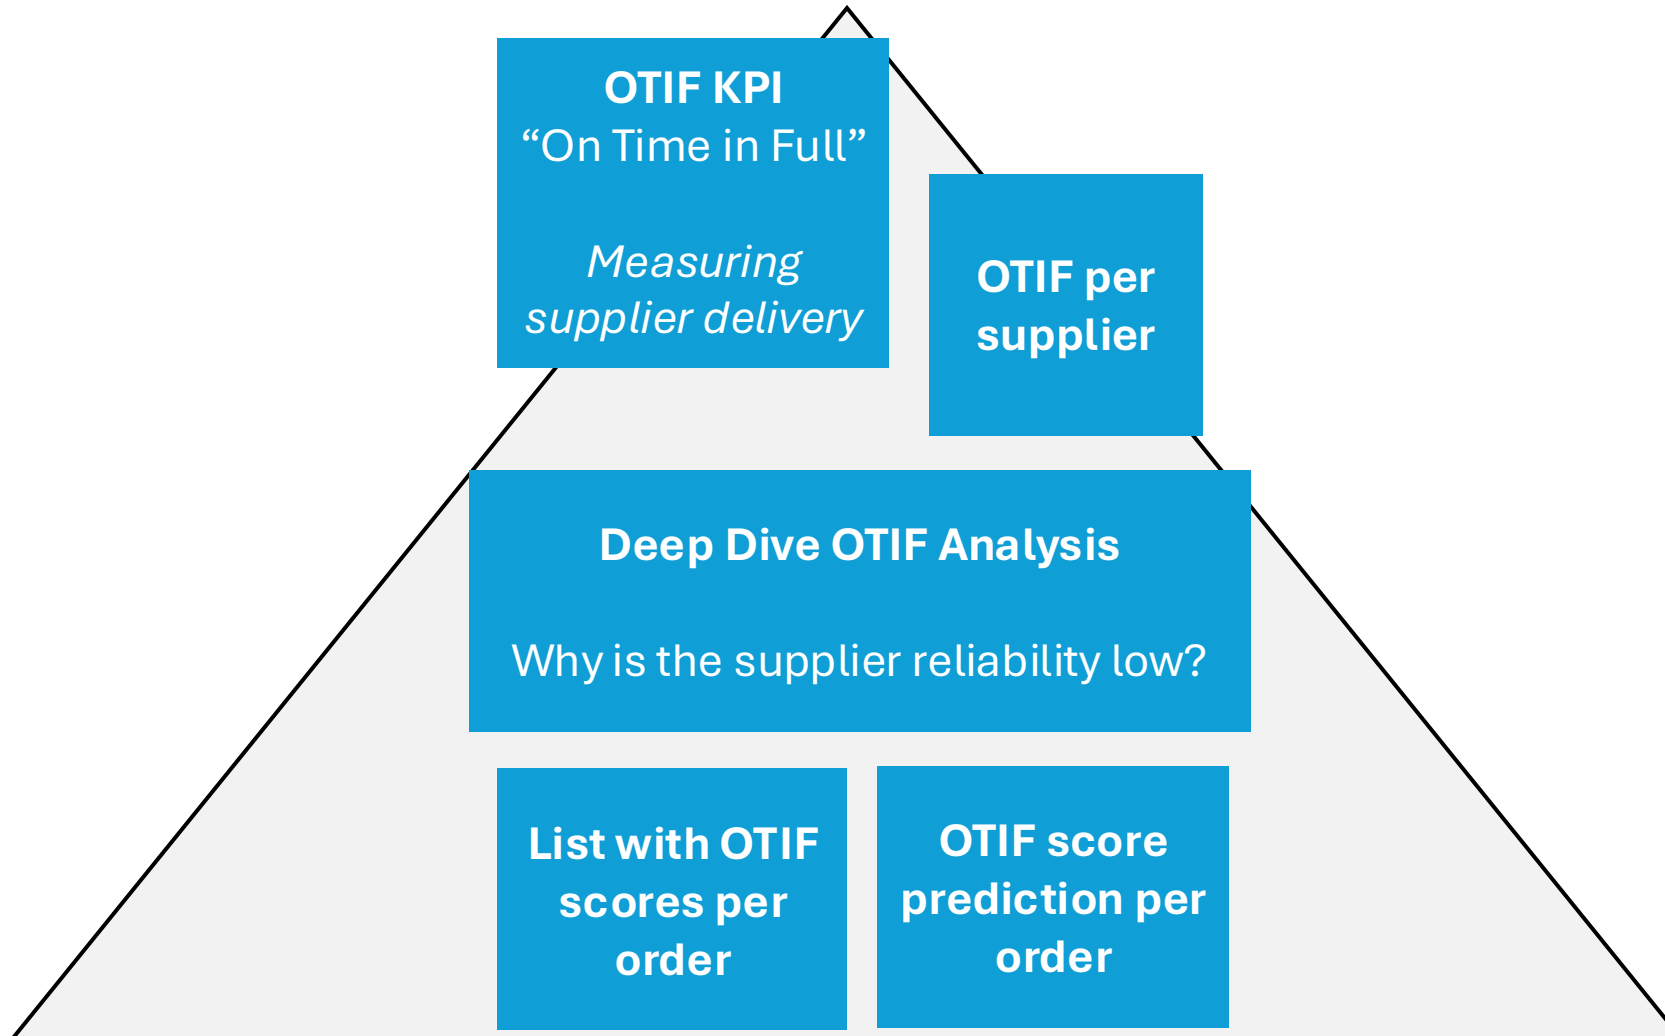 OTIF KPI
“On Time in Full”
Measuring
supplier delivery
OTIF per
supplier
Deep Dive OTIF Analysis
Why is the supplier reliability low?
List with OTIF
scores per
order
OTIF score
prediction per
order